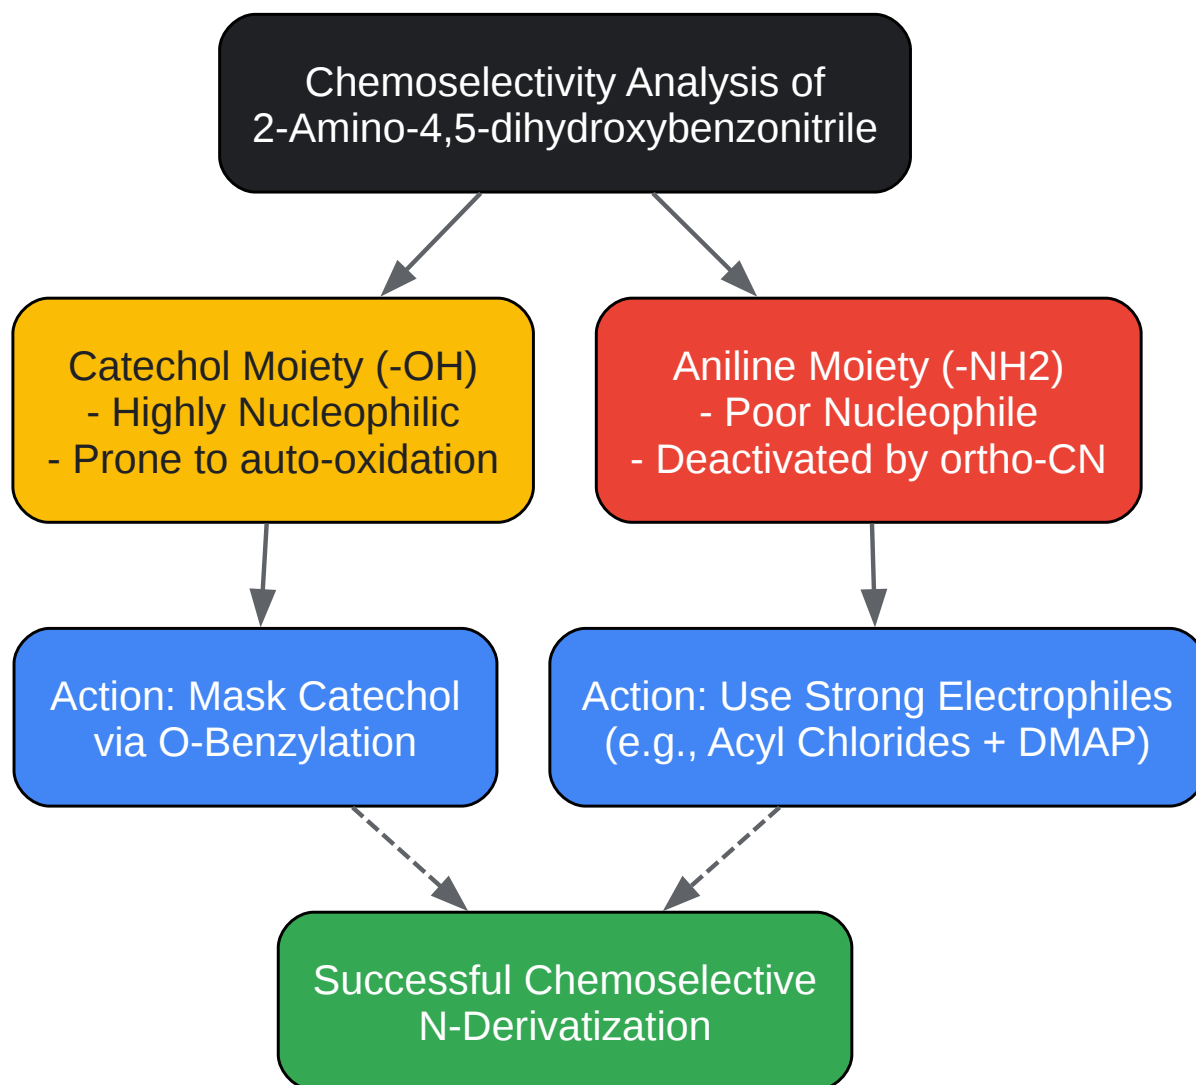 Chemoselectivity Analysis of
2-Amino-4,5-dihydroxybenzonitrile
Catechol Moiety (-OH)
- Highly Nucleophilic
- Prone to auto-oxidation
Aniline Moiety (-NH2)
- Poor Nucleophile
- Deactivated by ortho-CN
Action: Mask Catechol
via O-Benzylation
Action: Use Strong Electrophiles
(e.g., Acyl Chlorides + DMAP)
Successful Chemoselective
N-Derivatization